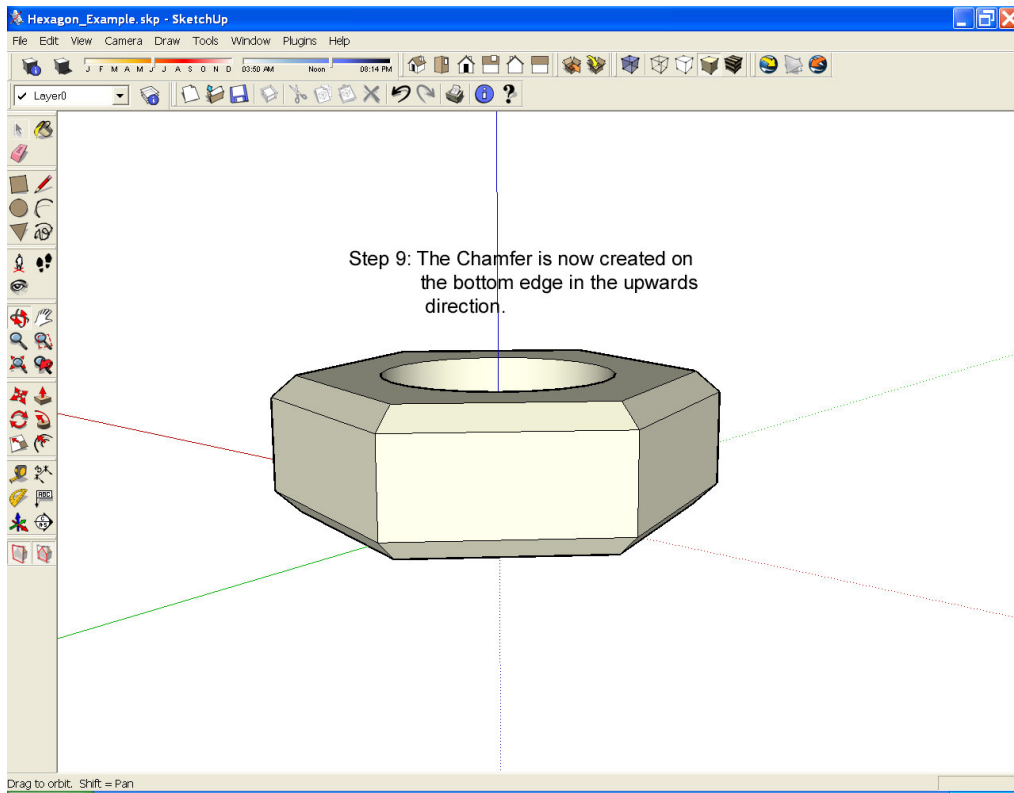 Hexagon_Example.skp - SketchUp
File Edit View Camera Draw Tools Window Plugins Help
J F M A M J J A S O N D 03:50 AM Noon 08:14 PM
Layer0
Step 9: The Chamfer is now created on
the bottom edge in the upwards
direction.
ABC
Drag to orbit. Shift = Pan